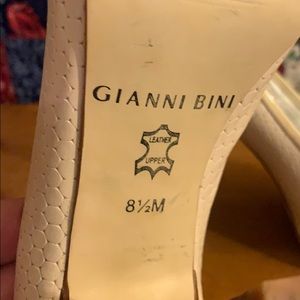 GIANNI BINI
LEATHER
UPPER
8½M